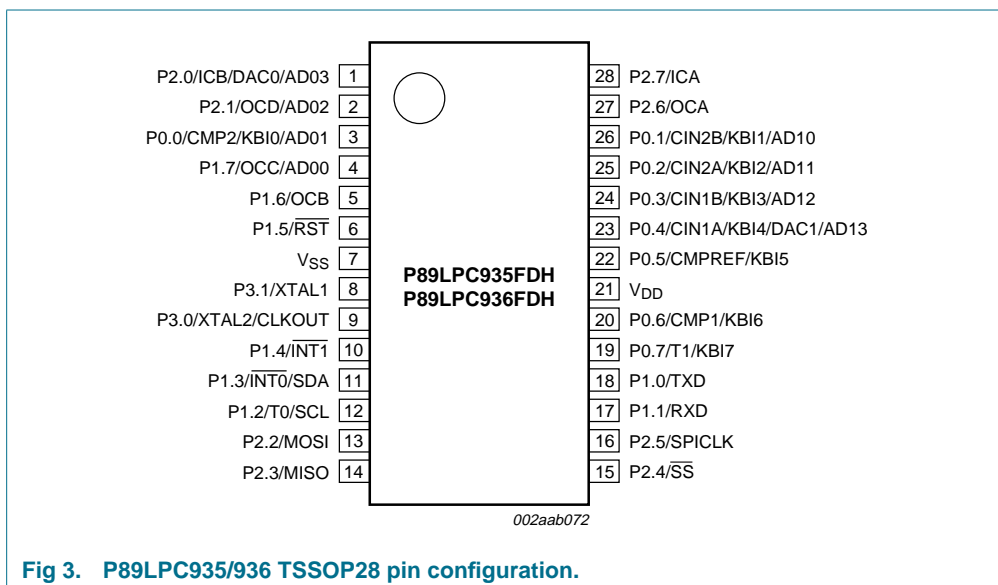 P2.0/ICB/DAC0/AD03 1
P2.1/OCD/AD02 2
P0.0/CMP2/KBI0/AD01 3
P1.7/OCC/AD00 4
P1.6/OCB 5
P1.5/R̅S̅T̅ 6
VSS 7
P3.1/XTAL1 8
P3.0/XTAL2/CLKOUT 9
P1.4/I̅N̅T̅1̅ 10
P1.3/I̅N̅T̅0̅/SDA 11
P1.2/T0/SCL 12
P2.2/MOSI 13
P2.3/MISO 14
P89LPC935FDH
P89LPC936FDH
28 P2.7/ICA
27 P2.6/OCA
26 P0.1/CIN2B/KBI1/AD10
25 P0.2/CIN2A/KBI2/AD11
24 P0.3/CIN1B/KBI3/AD12
23 P0.4/CIN1A/KBI4/DAC1/AD13
22 P0.5/CMPREF/KBI5
21 VDD
20 P0.6/CMP1/KBI6
19 P0.7/T1/KBI7
18 P1.0/TXD
17 P1.1/RXD
16 P2.5/SPICLK
15 P2.4/S̅S̅
002aab072
Fig 3. P89LPC935/936 TSSOP28 pin configuration.